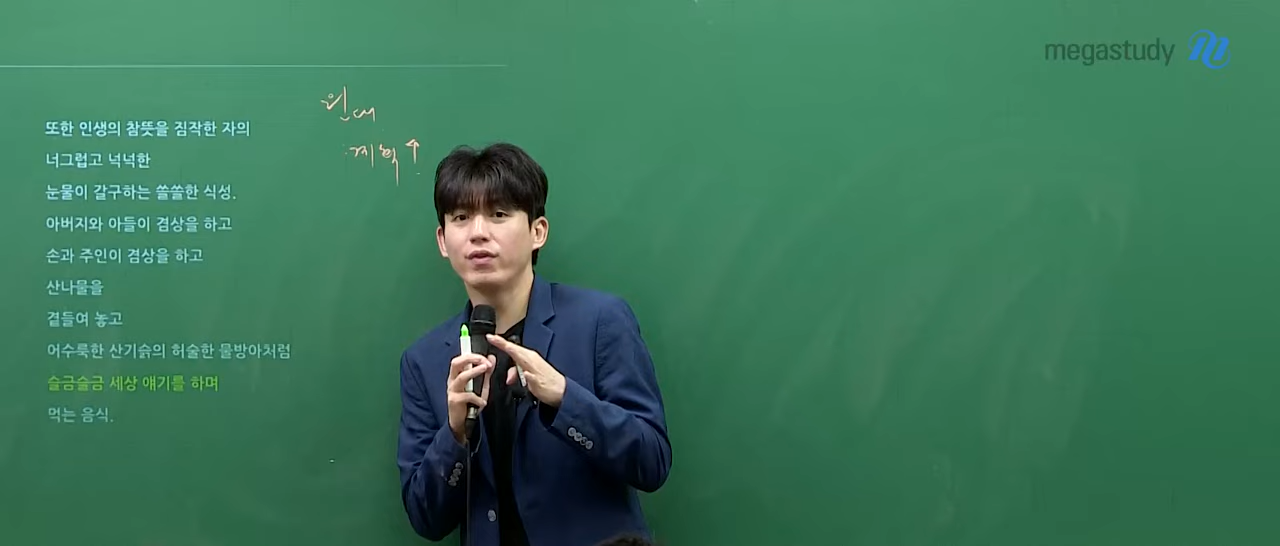 megastudy
또한 인생의 참뜻을 짐작한 자의
너그럽고 넉넉한
눈물이 갈구하는 쓸쓸한 식성.
아버지와 아들이 겸상을 하고
손과 주인이 겸상을 하고
산나물을
곁들여 놓고
어수룩한 산기슭의 허술한 물방아처럼
슬금슬금 세상 얘기를 하며
먹는 음식.